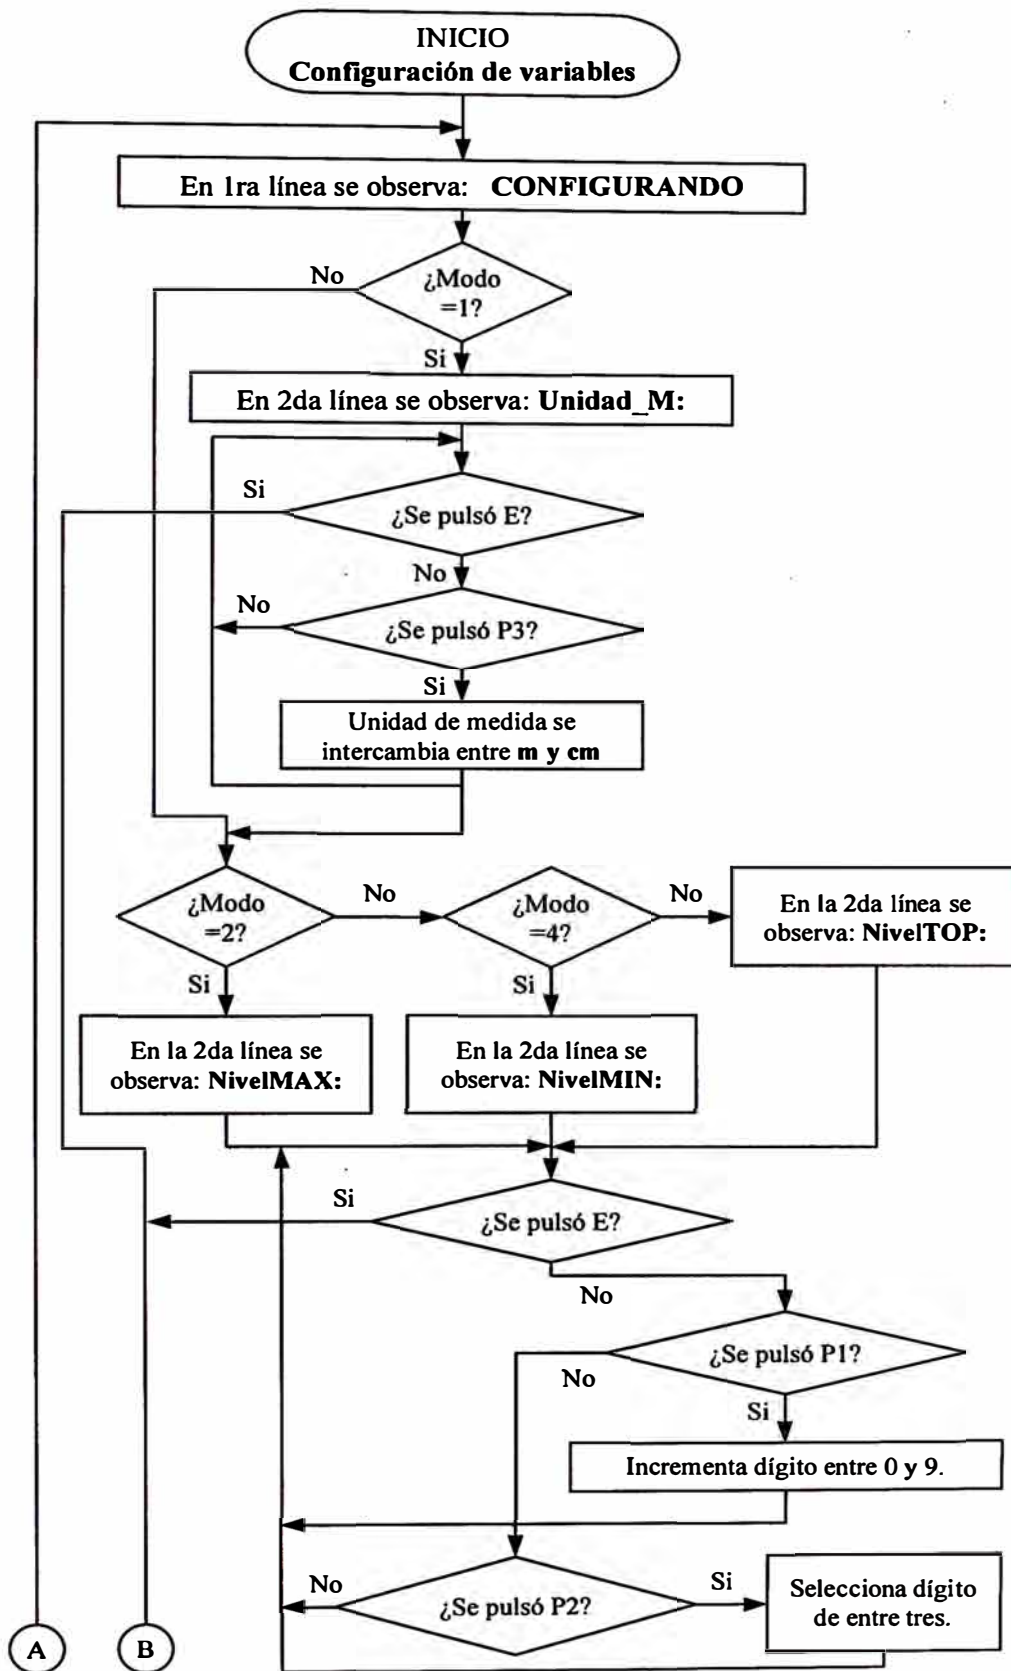 INICIO
Configuración de variables
En 1ra línea se observa: CONFIGURANDO
No
¿Modo
=1?
Si
En 2da línea se observa: Unidad_M:
Si
¿Se pulsó E?
No
No
¿Se pulsó P3?
Si
Unidad de medida se
intercambia entre m y cm
¿Modo
=2?
No
¿Modo
=4?
No
En la 2da línea se
observa: NivelTOP:
Si
Si
En la 2da línea se
observa: NivelMAX:
En la 2da línea se
observa: NivelMIN:
Si
¿Se pulsó E?
No
¿Se pulsó P1?
No
Si
Incrementa dígito entre 0 y 9.
No
¿Se pulsó P2?
Si
Selecciona dígito
de entre tres.
A
B